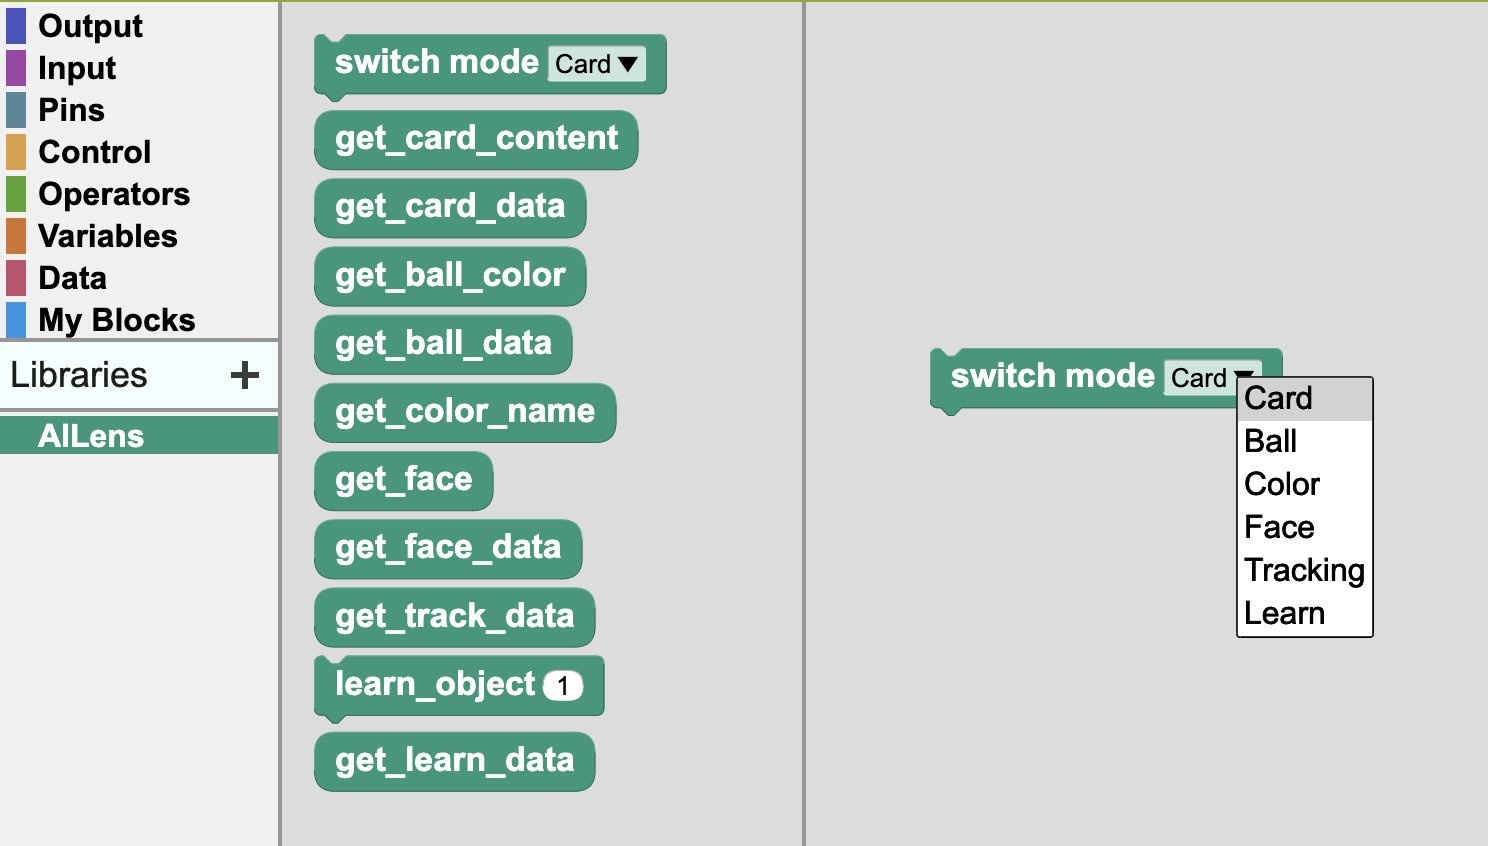 Output
Input
Pins
Control
Operators
Variables
Data
My Blocks
Libraries +
AILens
switch mode Card ▼
get_card_content
get_card_data
get_ball_color
get_ball_data
get_color_name
get_face
get_face_data
get_track_data
learn_object 1
get_learn_data
switch mode Card ▼
Card
Ball
Color
Face
Tracking
Learn